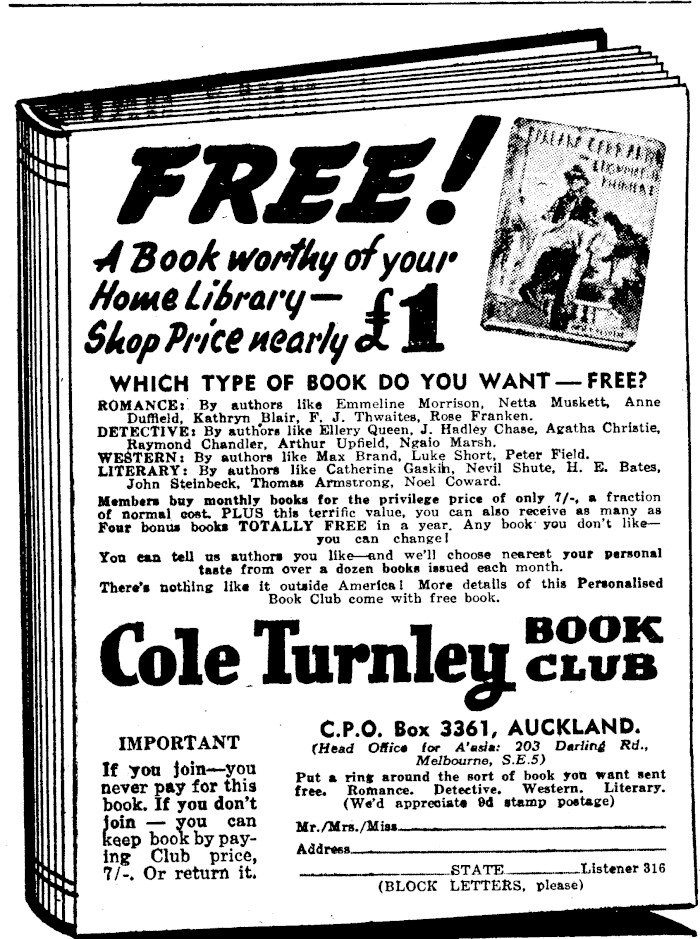 FREE!
A Book worthy of your
Home Library—
Shop Price nearly £1
WHICH TYPE OF BOOK DO YOU WANT — FREE?
ROMANCE: By authors like Emmeline Morrison, Netta Muskett, Anne
Duffield, Kathryn Blair, F. J. Thwaites, Rose Franken.
DETECTIVE: By authors like Ellery Queen, J. Hadley Chase, Agatha Christie,
Raymond Chandler, Arthur Upfield, Ngaio Marsh.
WESTERN: By authors like Max Brand, Luke Short, Peter Field.
LITERARY: By authors like Catherine Gaskin, Nevil Shute, H. E. Bates,
John Steinbeck, Thomas Armstrong, Noel Coward.
Members buy monthly books for the privilege price of only 7/-, a fraction
of normal cost. PLUS this terrific value, you can also receive as many as
Four bonus books TOTALLY FREE in a year. Any book you don't like—
you can change!
You can tell us authors you like—and we'll choose nearest your personal
taste from over a dozen books issued each month.
There's nothing like it outside America! More details of this Personalised
Book Club come with free book.
Cole Turnley BOOK
CLUB
IMPORTANT
If you join—you
never pay for this
book. If you don't
join — you can
keep book by pay-
ing Club price,
7/-. Or return it.
C.P.O. Box 3361, AUCKLAND.
(Head Office for A'asia: 203 Darling Rd.,
Melbourne, S.E.5)
Put a ring around the sort of book you want sent
free. Romance. Detective. Western. Literary.
(We'd appreciate 9d stamp postage)
Mr./Mrs./Miss
Address
STATE Listener 316
(BLOCK LETTERS, please)